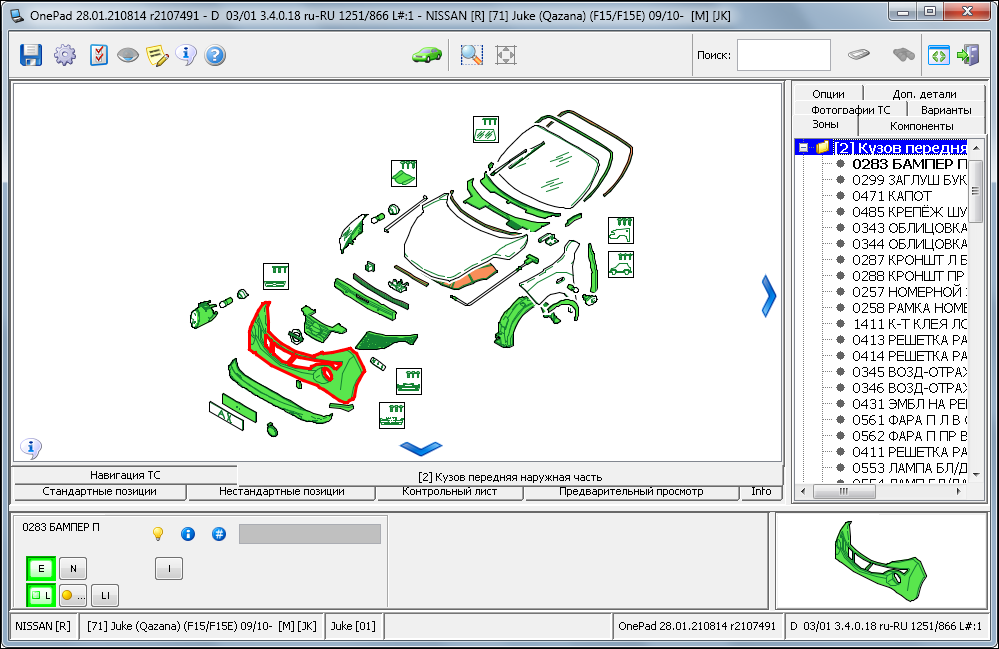 OnePad 28.01.210814 r2107491 - D  03/01 3.4.0.18 ru-RU 1251/866 L#:1 - NISSAN [R] [71] Juke (Qazana) (F15/F15E) 09/10-  [M] [JK]
Поиск:
Опции
Доп. детали
Фотографии ТС
Варианты
Зоны
Компоненты
[2] Кузов передня
0283 БАМПЕР П
0299 ЗАГЛУШ БУК
0471 КАПОТ
0485 КРЕПЁЖ ШУ
0343 ОБЛИЦОВКА
0344 ОБЛИЦОВКА
0287 КРОНШТ Л Б
0288 КРОНШТ ПР
0257 НОМЕРНОЙ
0258 РАМКА НОМЕ
1411 К-Т КЛЕЯ ЛО
0413 РЕШЕТКА РА
0414 РЕШЕТКА РА
0345 ВОЗД-ОТРАЖ
0346 ВОЗД-ОТРАЖ
0431 ЭМБЛ НА РЕ
0561 ФАРА П Л В
0562 ФАРА П ПР В
0411 РЕШЕТКА РА
0553 ЛАМПА БЛ/Д
Навигация ТС
[2] Кузов передняя наружная часть
Стандартные позиции
Нестандартные позиции
Контрольный лист
Предварительный просмотр
Info
0283 БАМПЕР П
E
N
I
L
...
LI
NISSAN [R]
[71] Juke (Qazana) (F15/F15E) 09/10-  [M] [JK]
Juke [01]
OnePad 28.01.210814 r2107491
D  03/01 3.4.0.18 ru-RU 1251/866 L#:1